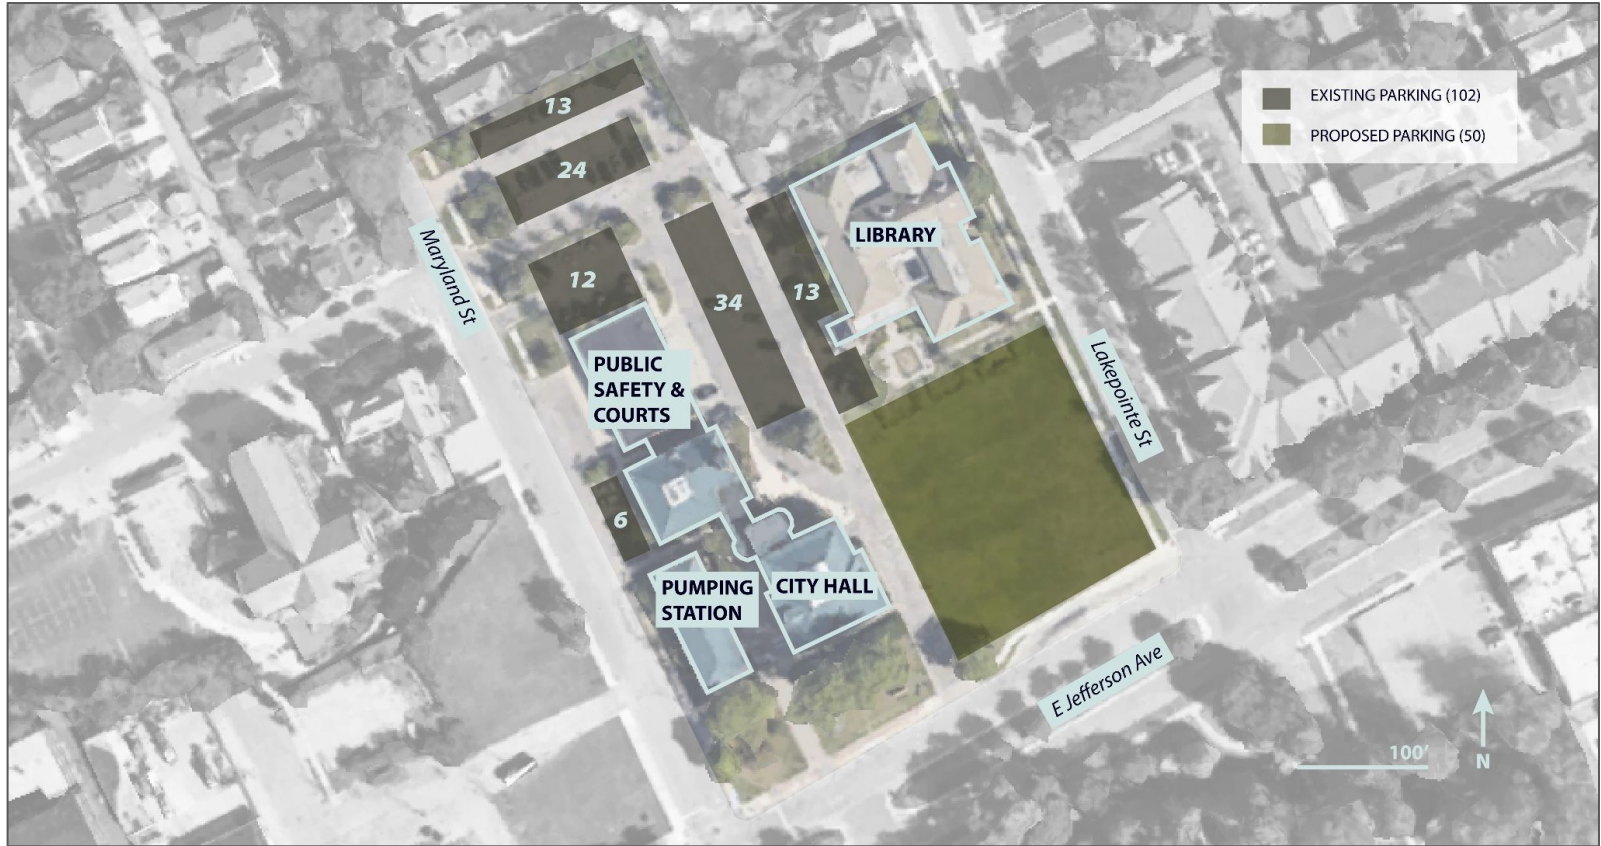 EXISTING PARKING (102)
PROPOSED PARKING (50)
13
24
Maryland St
12
34
13
LIBRARY
PUBLIC
SAFETY &
COURTS
Lakepointe St
6
PUMPING
STATION
CITY HALL
E Jefferson Ave
100'
N